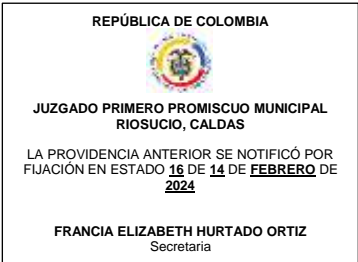 REPÚBLICA DE COLOMBIA
JUZGADO PRIMERO PROMISCUO MUNICIPAL
RIOSUCIO, CALDAS
LA PROVIDENCIA ANTERIOR SE NOTIFICÓ POR
FIJACIÓN EN ESTADO 16 DE 14 DE FEBRERO DE
2024
FRANCIA ELIZABETH HURTADO ORTIZ
Secretaria